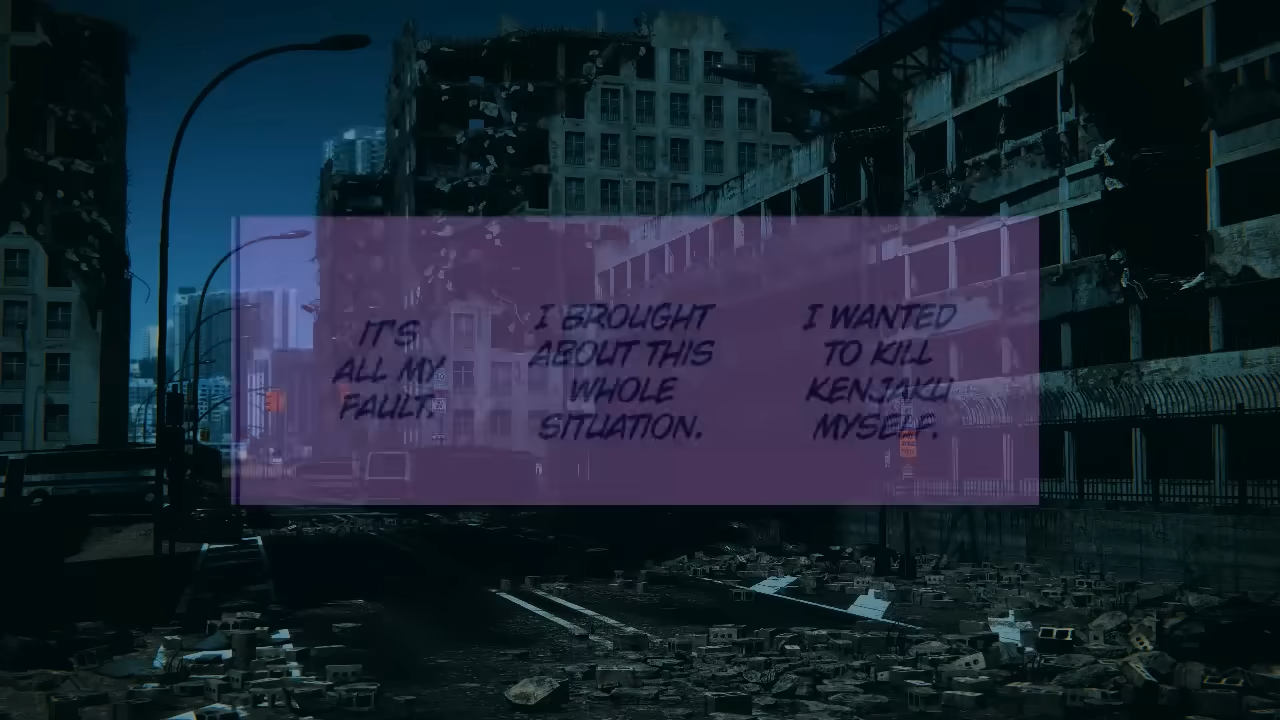 IT'S
ALL MY
FAULT.
I BROUGHT
ABOUT THIS
WHOLE
SITUATION.
I WANTED
TO KILL
KENJAKU
MYSELF.